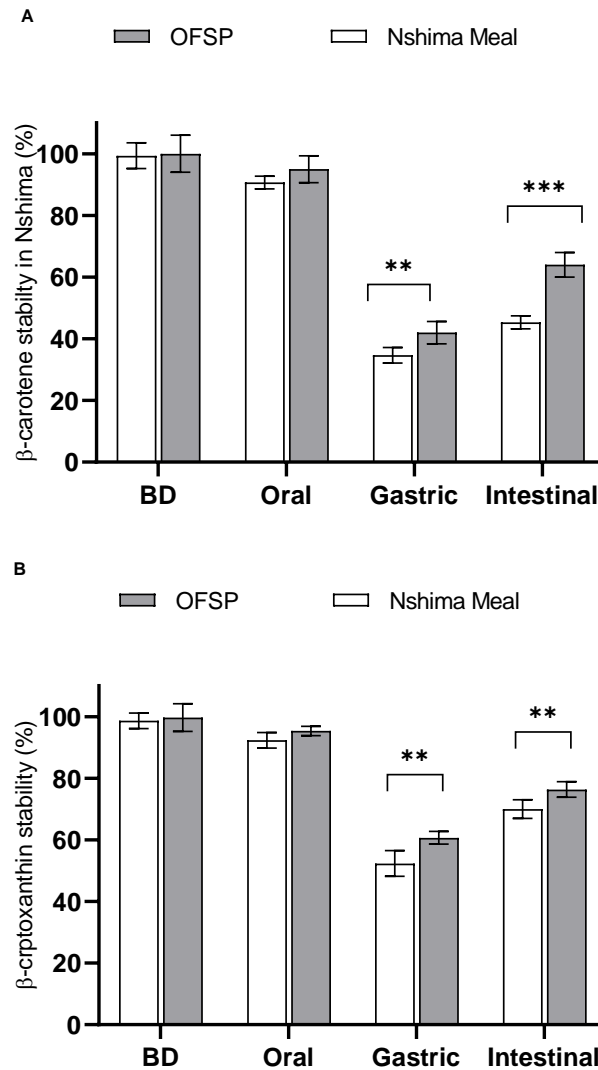 A
OFSP Nshima Meal
β-carotene stabilty in Nshima (%)
100
80
60
40
20
0
** ***
BD Oral Gastric Intestinal
B
OFSP Nshima Meal
β-crptoxanthin stability (%)
100
80
60
40
20
0
** **
BD Oral Gastric Intestinal